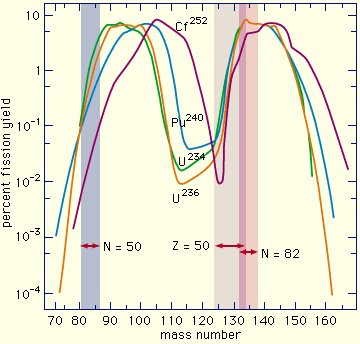 percent fission yield
10
1
10⁻¹
10⁻²
10⁻³
10⁻⁴
Cf²⁵²
Pu²⁴⁰
U²³⁴
U²³⁶
N = 50
Z = 50
N = 82
70 80 90 100 110 120 130 140 150 160
mass number